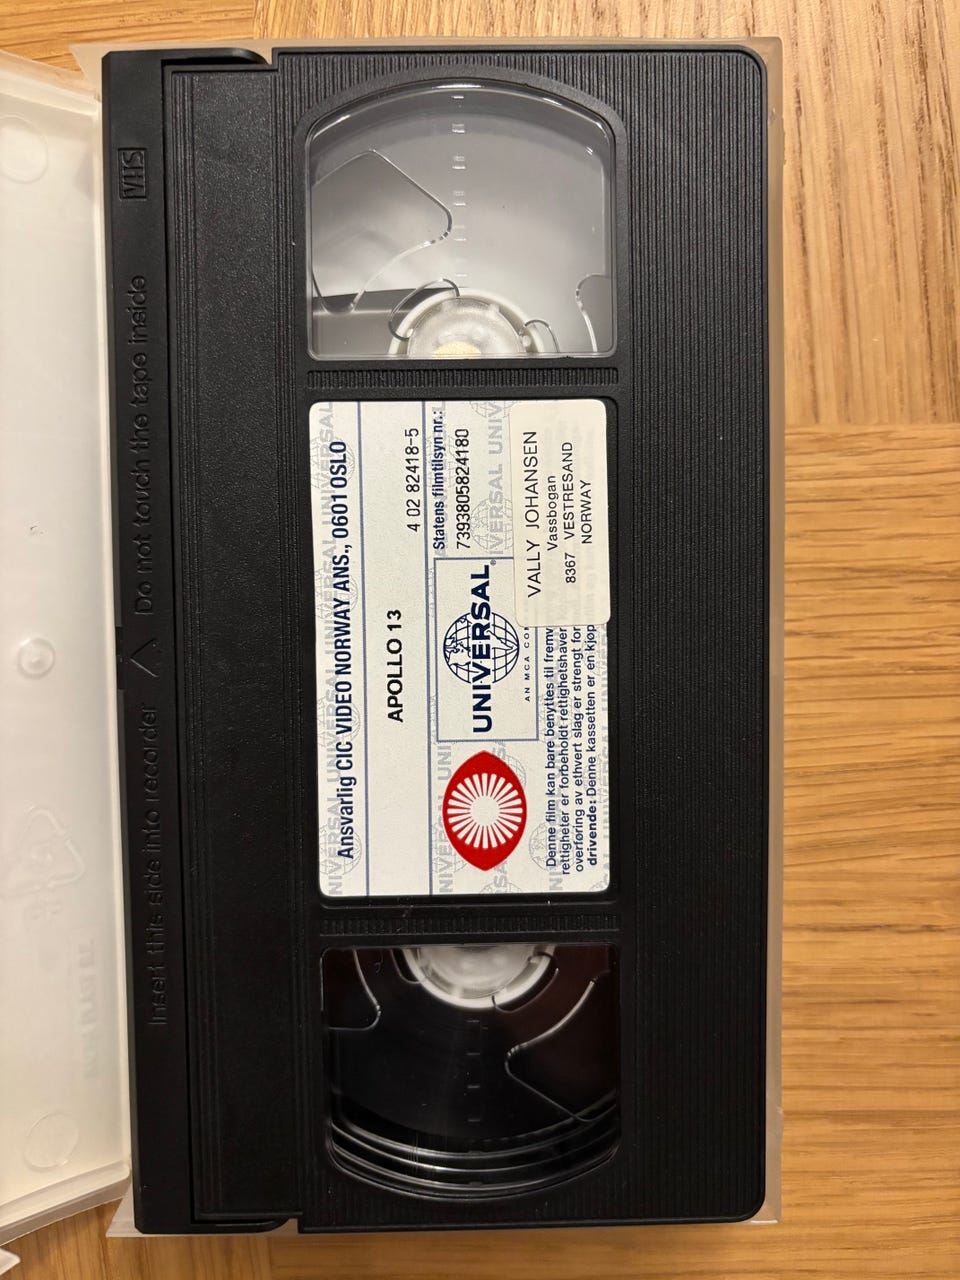 VHS
Insert this side into recorder
Do not touch the tape inside
Ansvarlig CIC VIDEO NORWAY ANS., 0601 OSLO
APOLLO 13
4 02 82418-5
Statens filmtilsyn nr.:
7393805824180
UNIVERSAL
AN MCA CO
VALLY JOHANSEN
Vassbogan
8367 VESTRESAND
NORWAY
Denne film kan bare benyttes til fremv
rettigheter er forbeholdt rettighetshaver
overføring av ethvert slag er strengt for
drivende: Denne kassetten er en kjøp